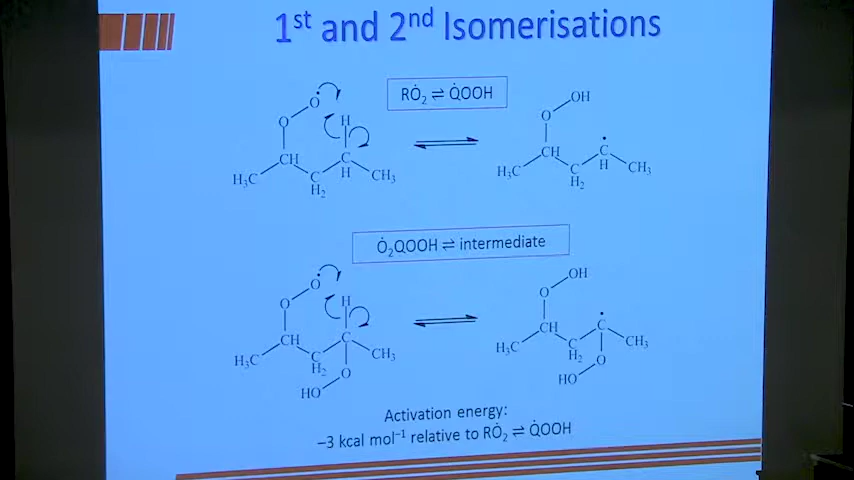 1st and 2nd Isomerisations
RȮ₂ ⇌ Q̇OOH
O
O
H
CH
C
H₃C
C
H₂
H
CH₃
OH
O
CH
Ċ
H₃C
C
H₂
H
CH₃
Ȯ₂QOOH ⇌ intermediate
O
O
H
CH
C
H₃C
C
H₂
CH₃
O
HO
OH
O
CH
Ċ
H₃C
C
H₂
CH₃
O
HO
Activation energy:
–3 kcal mol⁻¹ relative to RȮ₂ ⇌ Q̇OOH